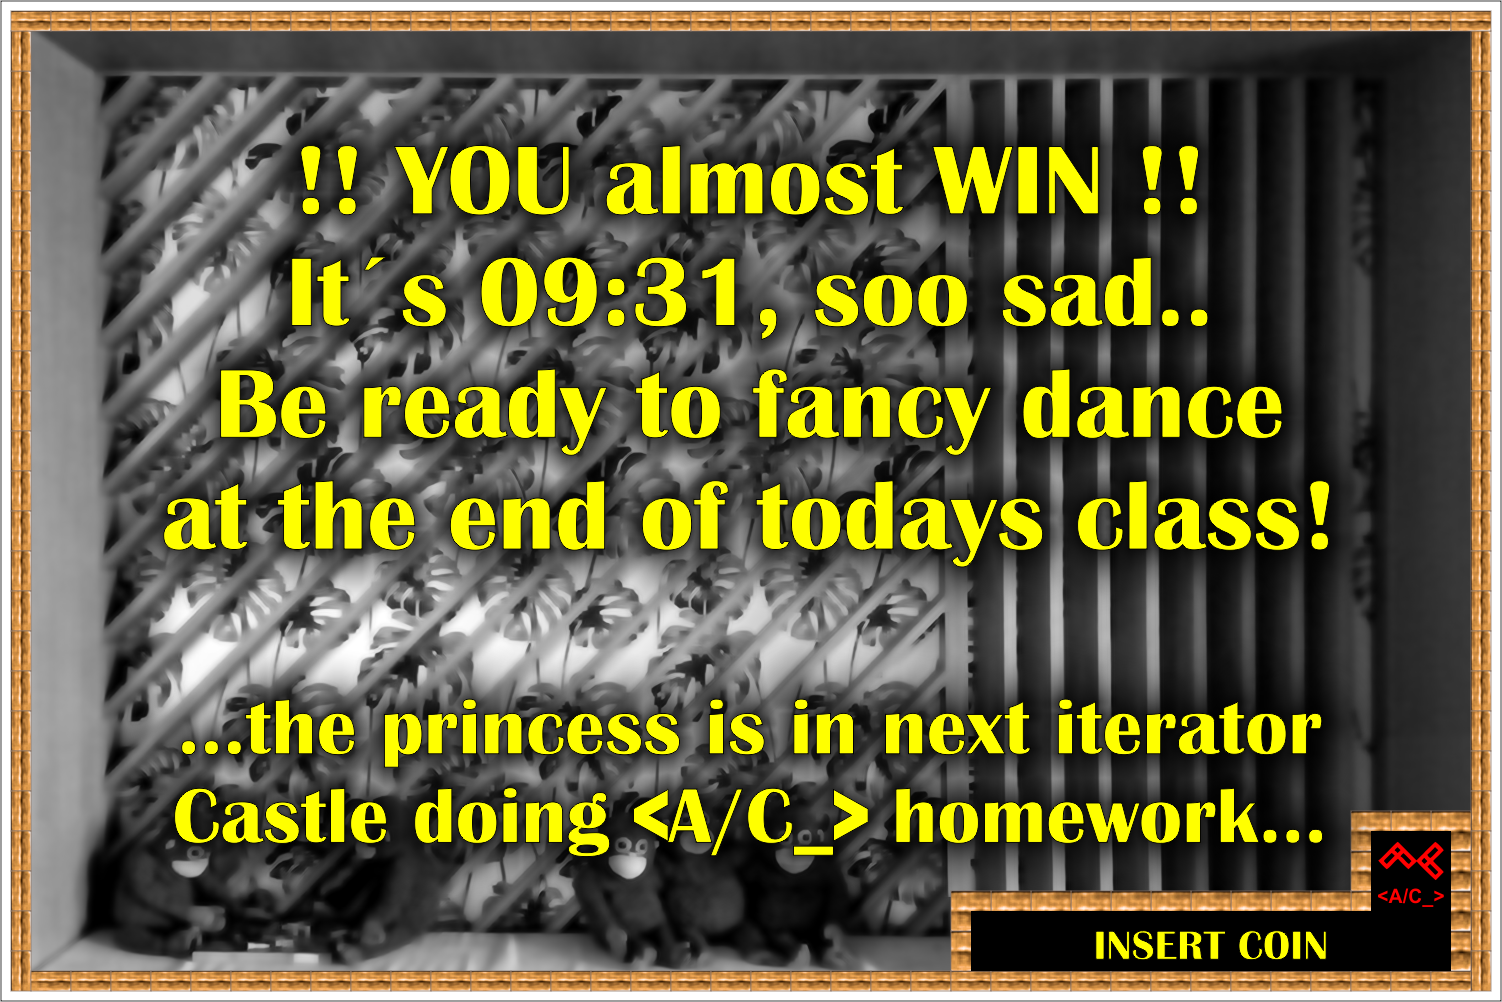 !! YOU almost WIN !!
It´s 09:31, soo sad..
Be ready to fancy dance
at the end of todays class!
...the princess is in next iterator
Castle doing <A/C_> homework...
<A/C_>
INSERT COIN